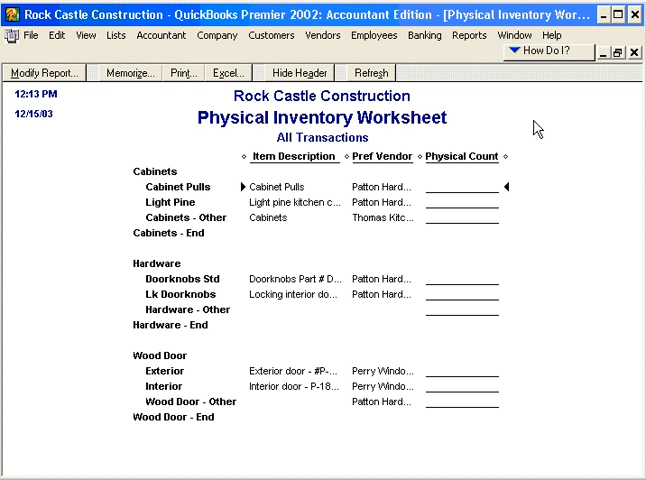 Rock Castle Construction - QuickBooks Premier 2002: Accountant Edition - [Physical Inventory Wor...
File Edit View Lists Accountant Company Customers Vendors Employees Banking Reports Window Help
How Do I?
Modify Report... Memorize... Print... Excel... Hide Header Refresh
12:13 PM Rock Castle Construction
12/15/03 Physical Inventory Worksheet
All Transactions
Item Description Pref Vendor Physical Count
Cabinets
Cabinet Pulls Cabinet Pulls Patton Hard...
Light Pine Light pine kitchen c... Patton Hard...
Cabinets - Other Cabinets Thomas Kitc...
Cabinets - End
Hardware
Doorknobs Std Doorknobs Part # D... Patton Hard...
Lk Doorknobs Locking interior do... Patton Hard...
Hardware - Other
Hardware - End
Wood Door
Exterior Exterior door - #P-... Perry Windo...
Interior Interior door - P-18... Perry Windo...
Wood Door - Other Patton Hard...
Wood Door - End